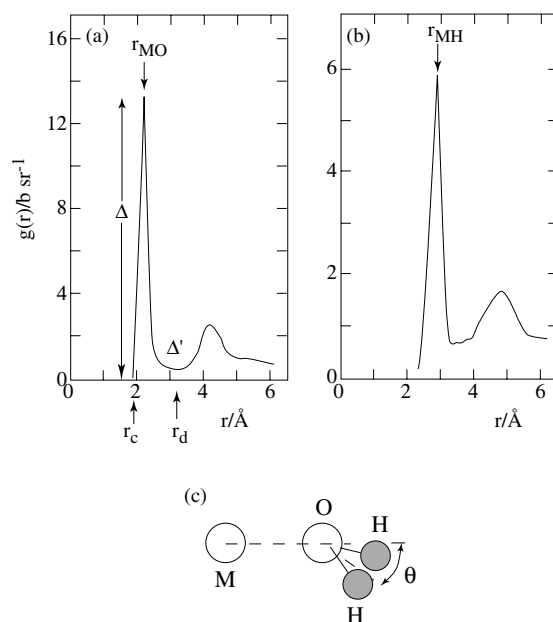 (a)
r_MO
g(r)/b sr⁻¹
16
12
8
4
0
Δ
Δ'
0 2 4 6
r_c r_d r/Å
(b)
r_MH
6
4
2
0
0 2 4 6
r/Å
(c)
O
H
M
H
θ